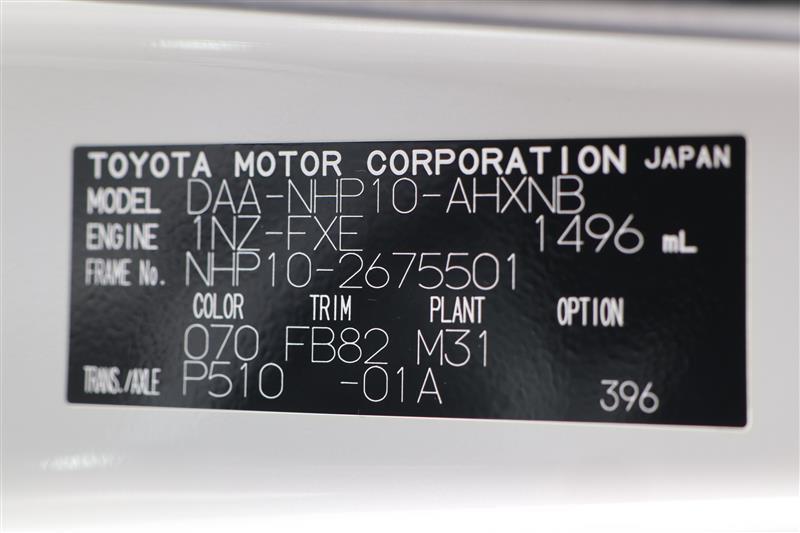 TOYOTA MOTOR CORPORATION JAPAN
MODEL DAA-NHP10-AHXNB
ENGINE 1NZ-FXE 1496 mL
FRAME No. NHP10-2675501
COLOR TRIM PLANT OPTION
070 FB82 M31
TRANS./AXLE P510 -01A 396